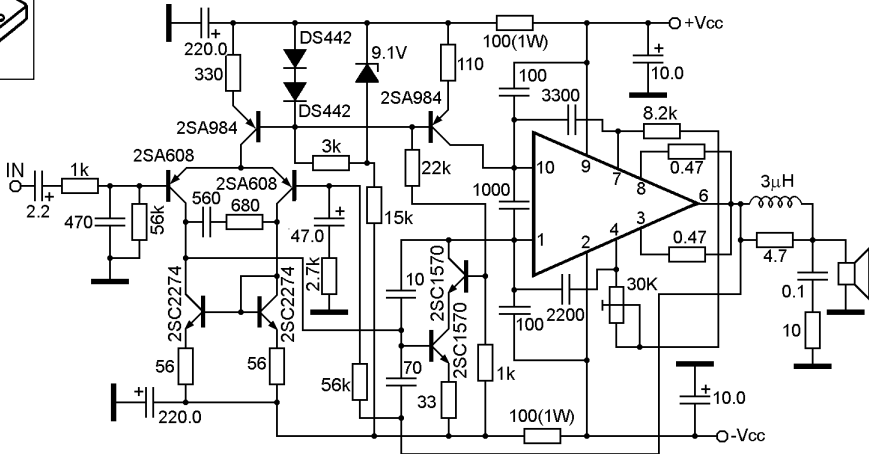 +Vcc
220.0
+
DS442
9.1V
100(1W)
+
10.0
330
110
100
DS442
3300
2SA984
2SA984
8.2k
3k
IN
1k
2SA608
2SA608
22k
10
9
7
8
0.47
2.2
+
470
56k
560
680
+
47.0
15k
1000
6
3µH
1
2
4
3
0.47
4.7
2.7k
10
2SC1570
30K
0.1
2SC2274
2SC2274
2SC1570
100
2200
10
56
56
56k
70
33
1k
+
220.0
100(1W)
+
10.0
-Vcc